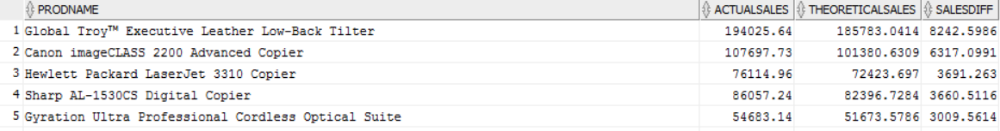 PRODNAME ACTUALSALES THEORETICALSALES SALESDIFF
1 Global Troy™ Executive Leather Low-Back Tilter 194025.64 185783.0414 8242.5986
2 Canon imageCLASS 2200 Advanced Copier 107697.73 101380.6309 6317.0991
3 Hewlett Packard LaserJet 3310 Copier 76114.96 72423.697 3691.263
4 Sharp AL-1530CS Digital Copier 86057.24 82396.7284 3660.5116
5 Gyration Ultra Professional Cordless Optical Suite 54683.14 51673.5786 3009.5614